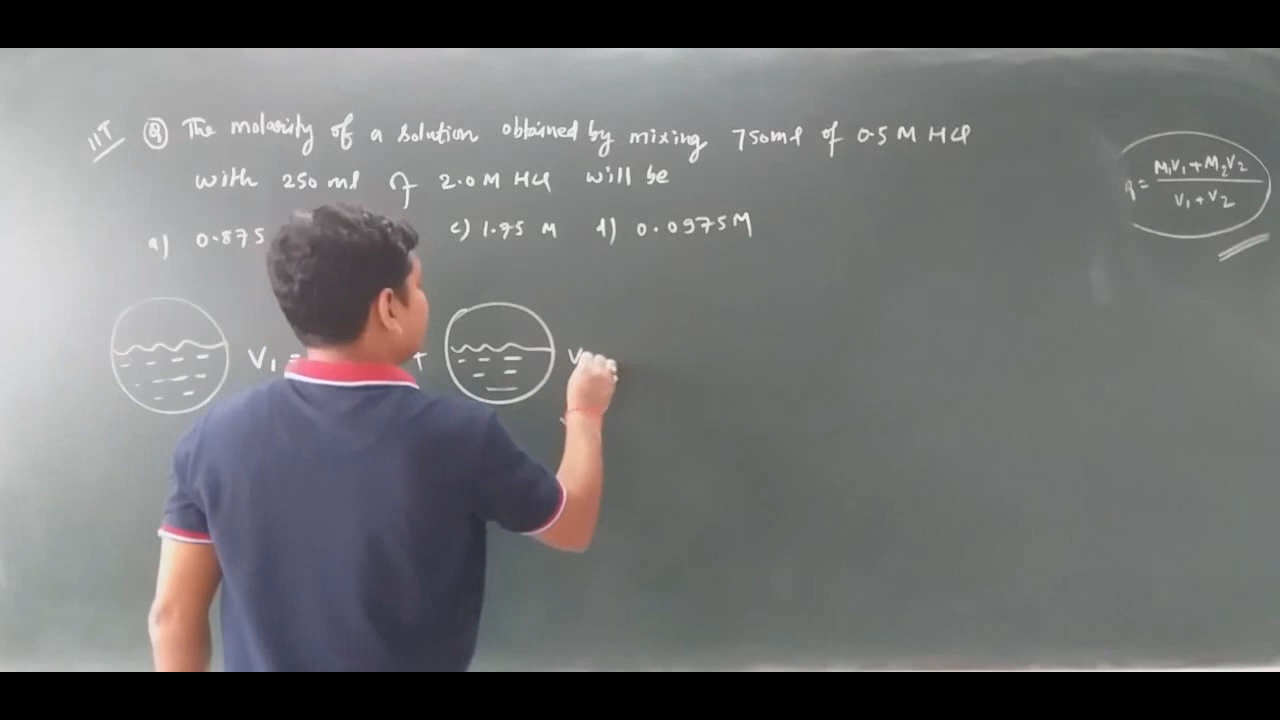 IIT Q The molarity of a solution obtained by mixing 750ml of 0.5 M HCl
with 250 ml of 2.0 M HCl will be
a) 0.875 c) 1.75 M d) 0.0975M
M₁V₁ + M₂V₂
V₁ + V₂
V₁ = +